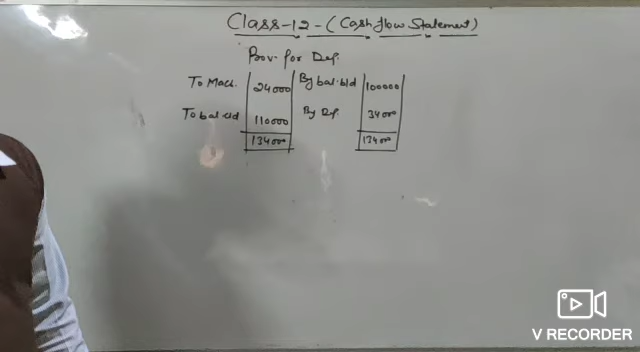 Class-12-(Cash flow Statement)
Prov. for Dep.
To Mach. 24000 By bal. b/d 100000
To bal c/d 110000 By Dep. 34000
134000 134000
V RECORDER